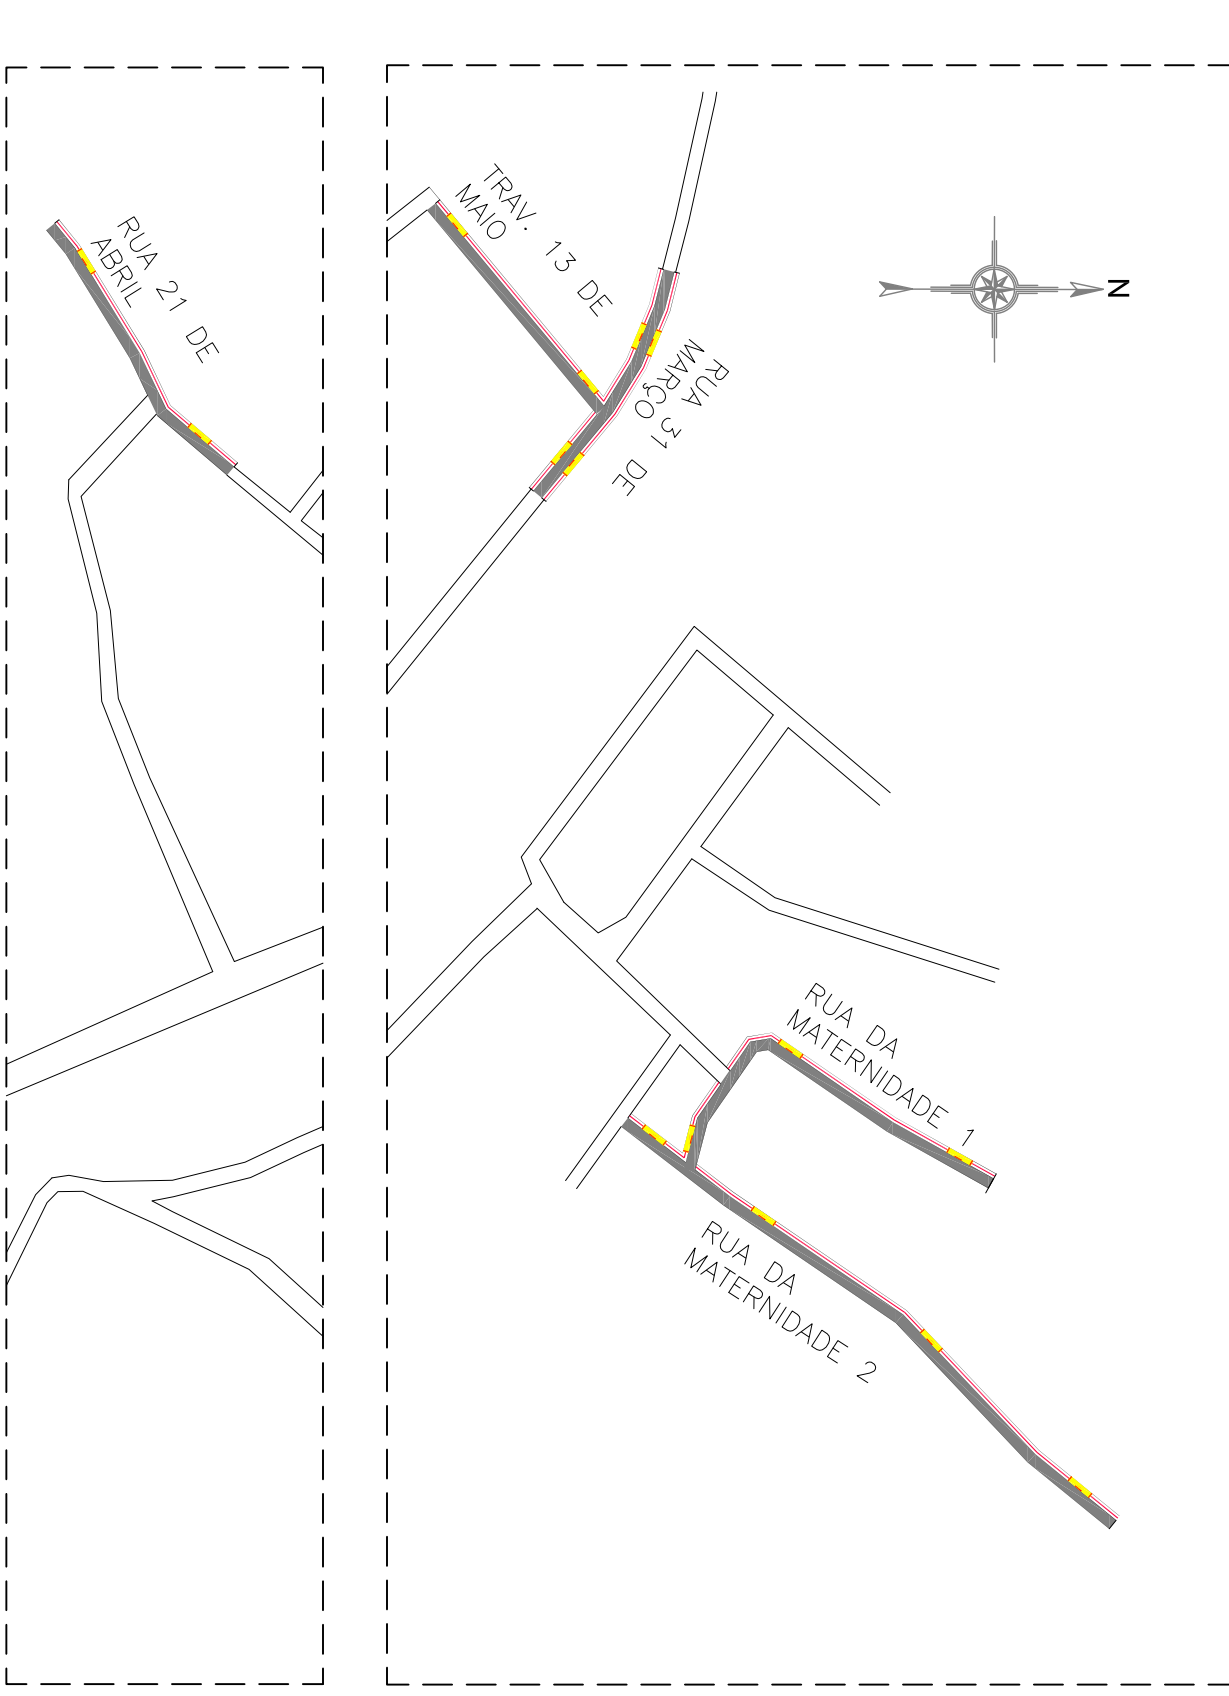 RUA 21 DE
ABRIL
TRAV. 13 DE
MAIO
RUA 31 DE
MARÇO
N
RUA DA
MATERNIDADE 1
RUA DA
MATERNIDADE 2